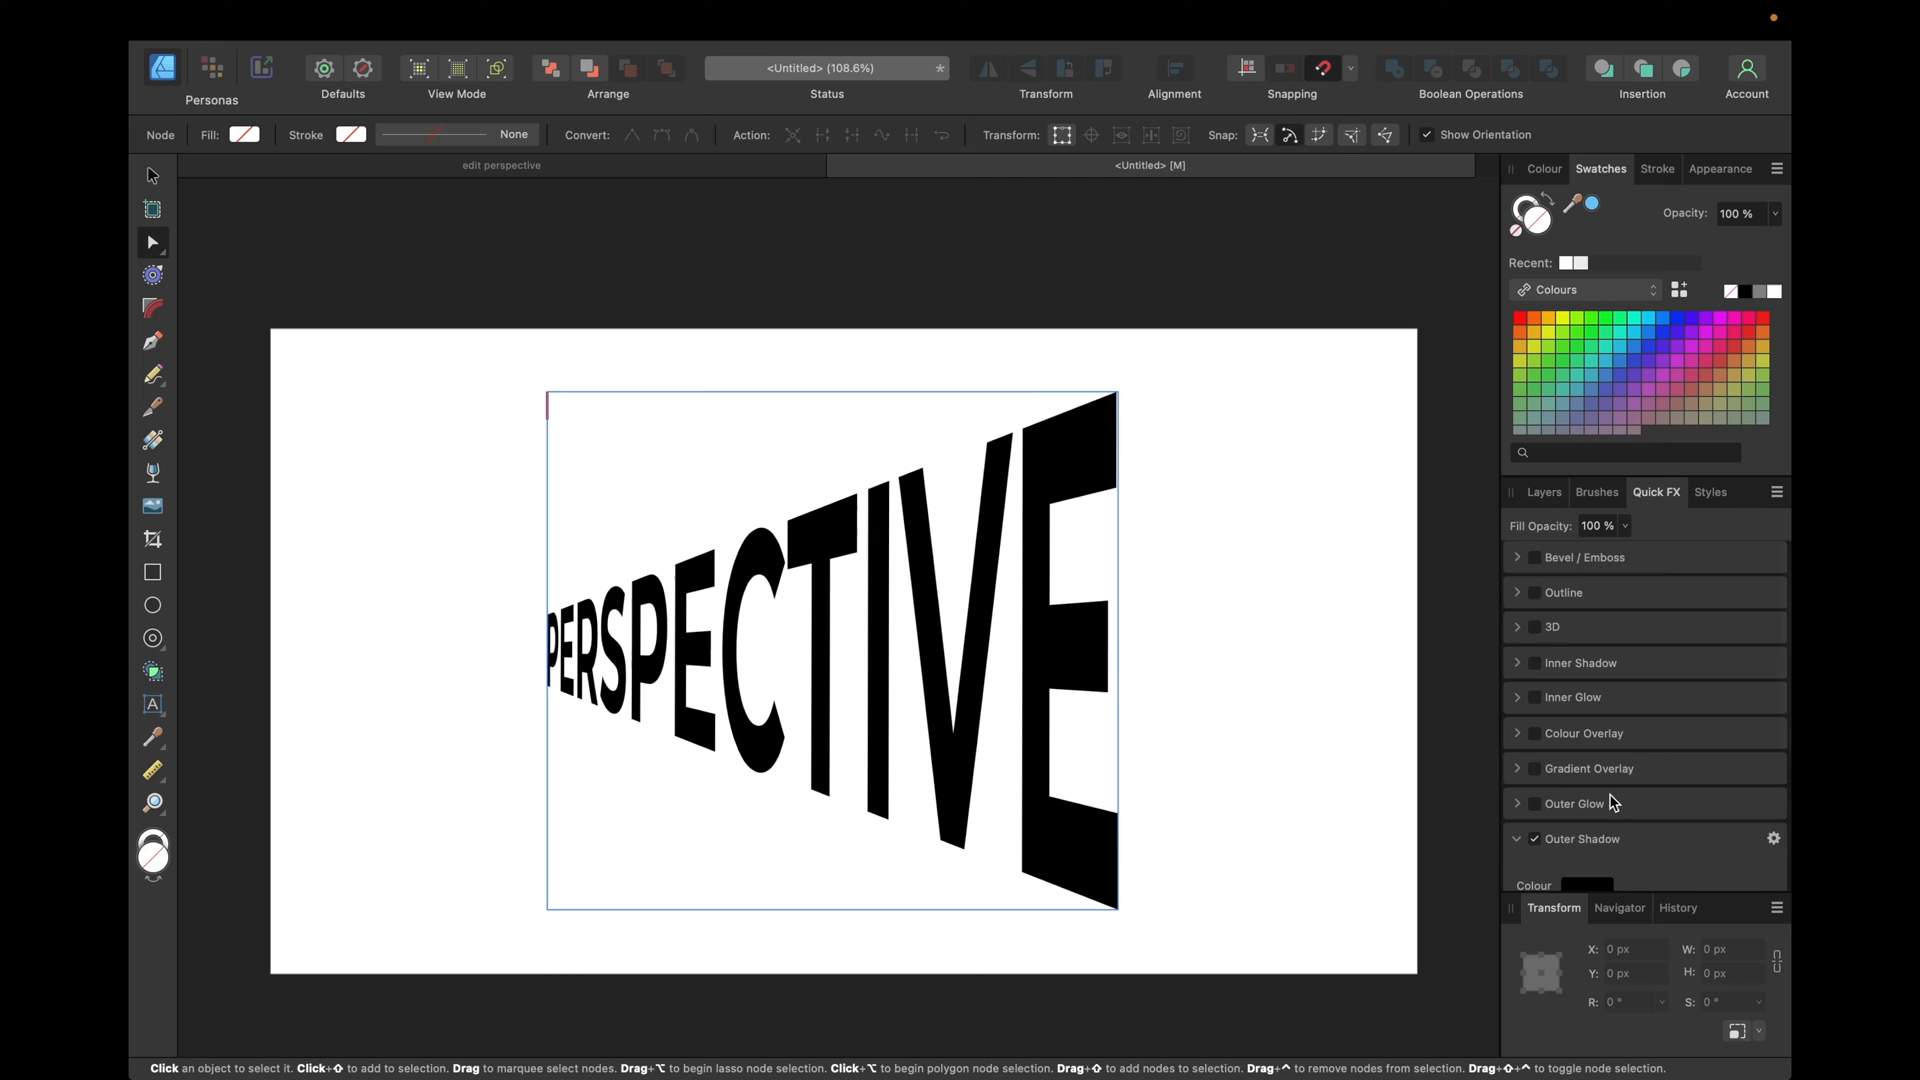 <Untitled> (108.6%) *
Personas
Defaults
View Mode
Arrange
Status
Transform
Alignment
Snapping
Boolean Operations
Insertion
Account
Node
Fill:
Stroke
None
Convert:
Action:
Transform:
Snap:
Show Orientation
edit perspective
<Untitled> [M]
Colour Swatches Stroke Appearance
Opacity: 100 %
Recent:
Colours
PERSPECTIVE
A
Layers Brushes Quick FX Styles
Fill Opacity: 100 %
Bevel / Emboss
Outline
3D
Inner Shadow
Inner Glow
Colour Overlay
Gradient Overlay
Outer Glow
Outer Shadow
Colour
Transform Navigator History
X: 0 px W: 0 px
Y: 0 px H: 0 px
R: 0 ° S: 0 °
Click an object to select it. Click+⇧ to add to selection. Drag to marquee select nodes. Drag+⌥ to begin lasso node selection. Click+⌥ to begin polygon node selection. Drag+⇧ to add nodes to selection. Drag+^ to remove nodes from selection. Drag+⇧+^ to toggle node selection.